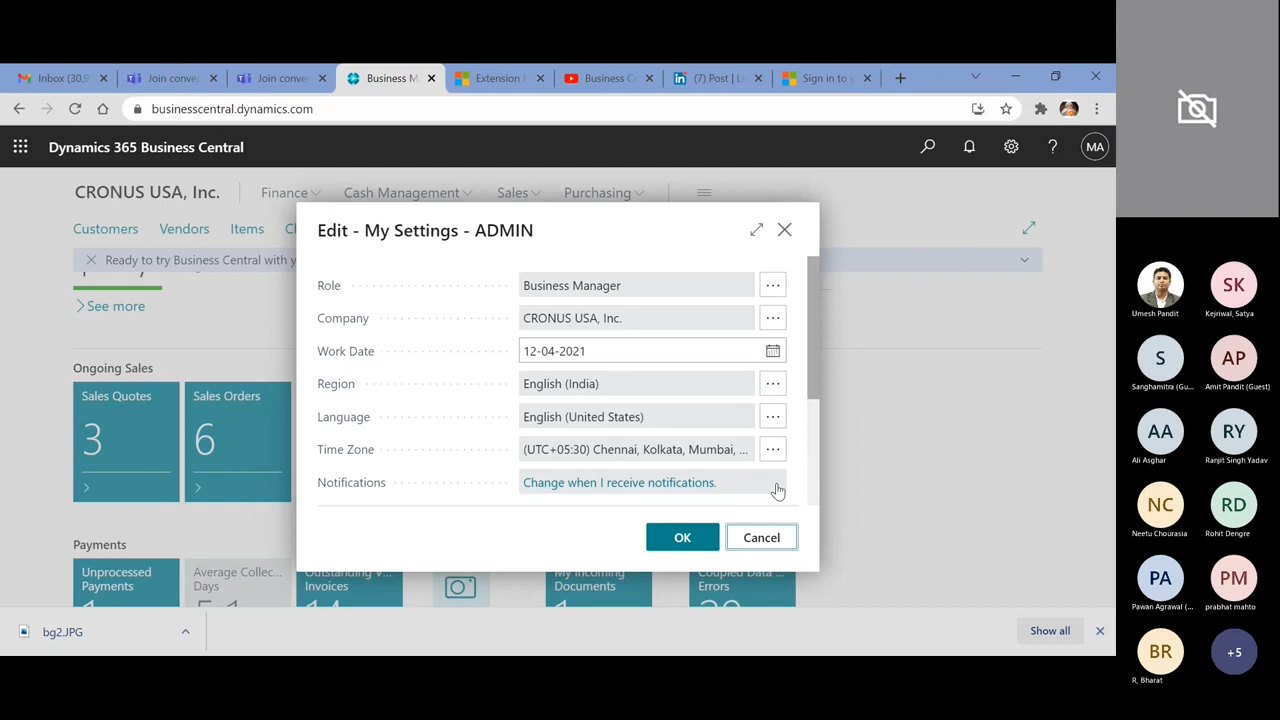 Inbox (30,9
Join conve
Join conve
Business M
Extension
Business Ce
(7) Post | Li
Sign in to y
businesscentral.dynamics.com
Dynamics 365 Business Central
MA
CRONUS USA, Inc.
Finance
Cash Management
Sales
Purchasing
Customers
Vendors
Items
Ready to try Business Central with y
See more
Ongoing Sales
Sales Quotes
3
Sales Orders
6
Edit - My Settings - ADMIN
Role
Business Manager
Company
CRONUS USA, Inc.
Work Date
12-04-2021
Region
English (India)
Language
English (United States)
Time Zone
(UTC+05:30) Chennai, Kolkata, Mumbai, ...
Notifications
Change when I receive notifications.
OK
Cancel
Payments
Unprocessed
Payments
Average Collec...
Days
Outstanding V...
Invoices
My Incoming
Documents
Coupled Data ...
Errors
bg2.JPG
Show all
Umesh Pandit
SK
Kejriwal, Satya
S
Sanghamitra (Gu...
AP
Amit Pandit (Guest)
AA
Ali Asghar
RY
Ranjit Singh Yadav
NC
Neetu Chourasia
RD
Rohit Dengre
PA
Pawan Agrawal (...
PM
prabhat mahto
BR
R, Bharat
+5